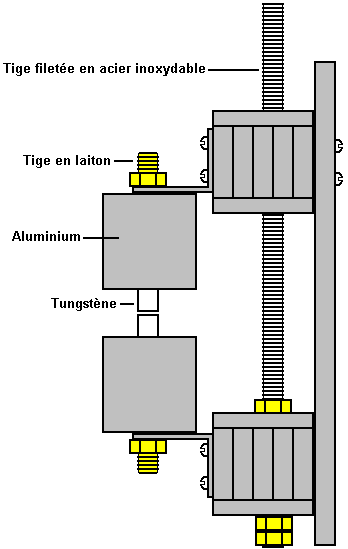 Tige filetée en acier inoxydable
Tige en laiton
Aluminium
Tungstène